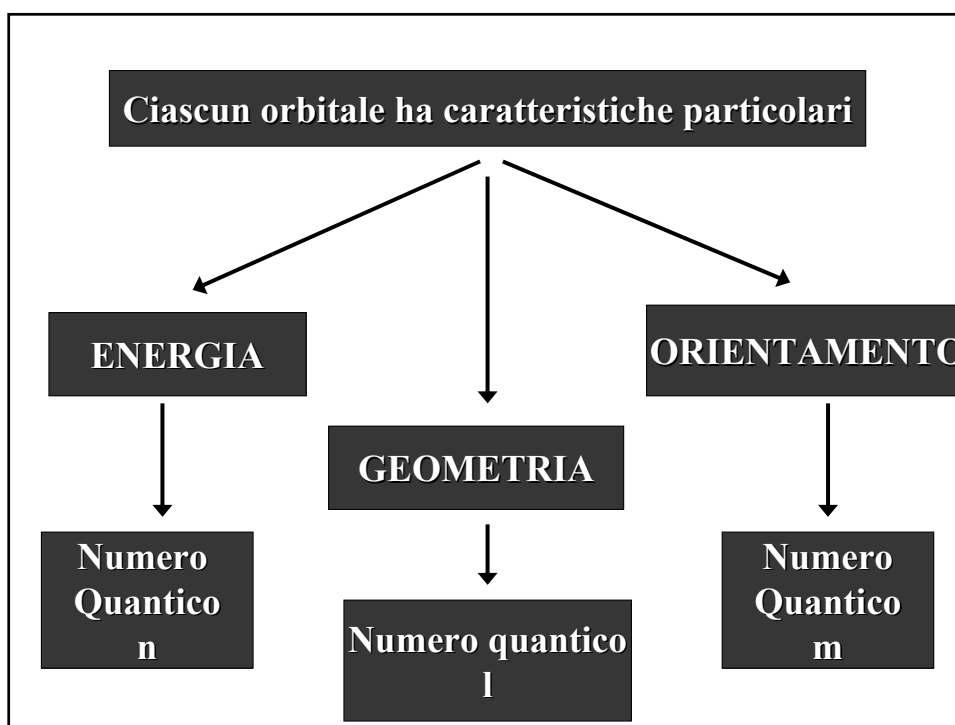 Ciascun orbitale ha caratteristiche particolari
ENERGIA
ORIENTAMENTO
GEOMETRIA
Numero
Quantico
n
Numero quantico
l
Numero
Quantico
m